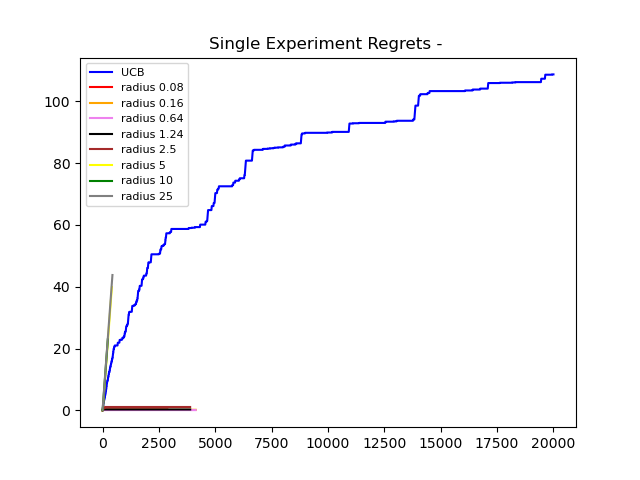 Single Experiment Regrets -
UCB
radius 0.08
radius 0.16
radius 0.64
radius 1.24
radius 2.5
radius 5
radius 10
radius 25
100
80
60
40
20
0
0 2500 5000 7500 10000 12500 15000 17500 20000